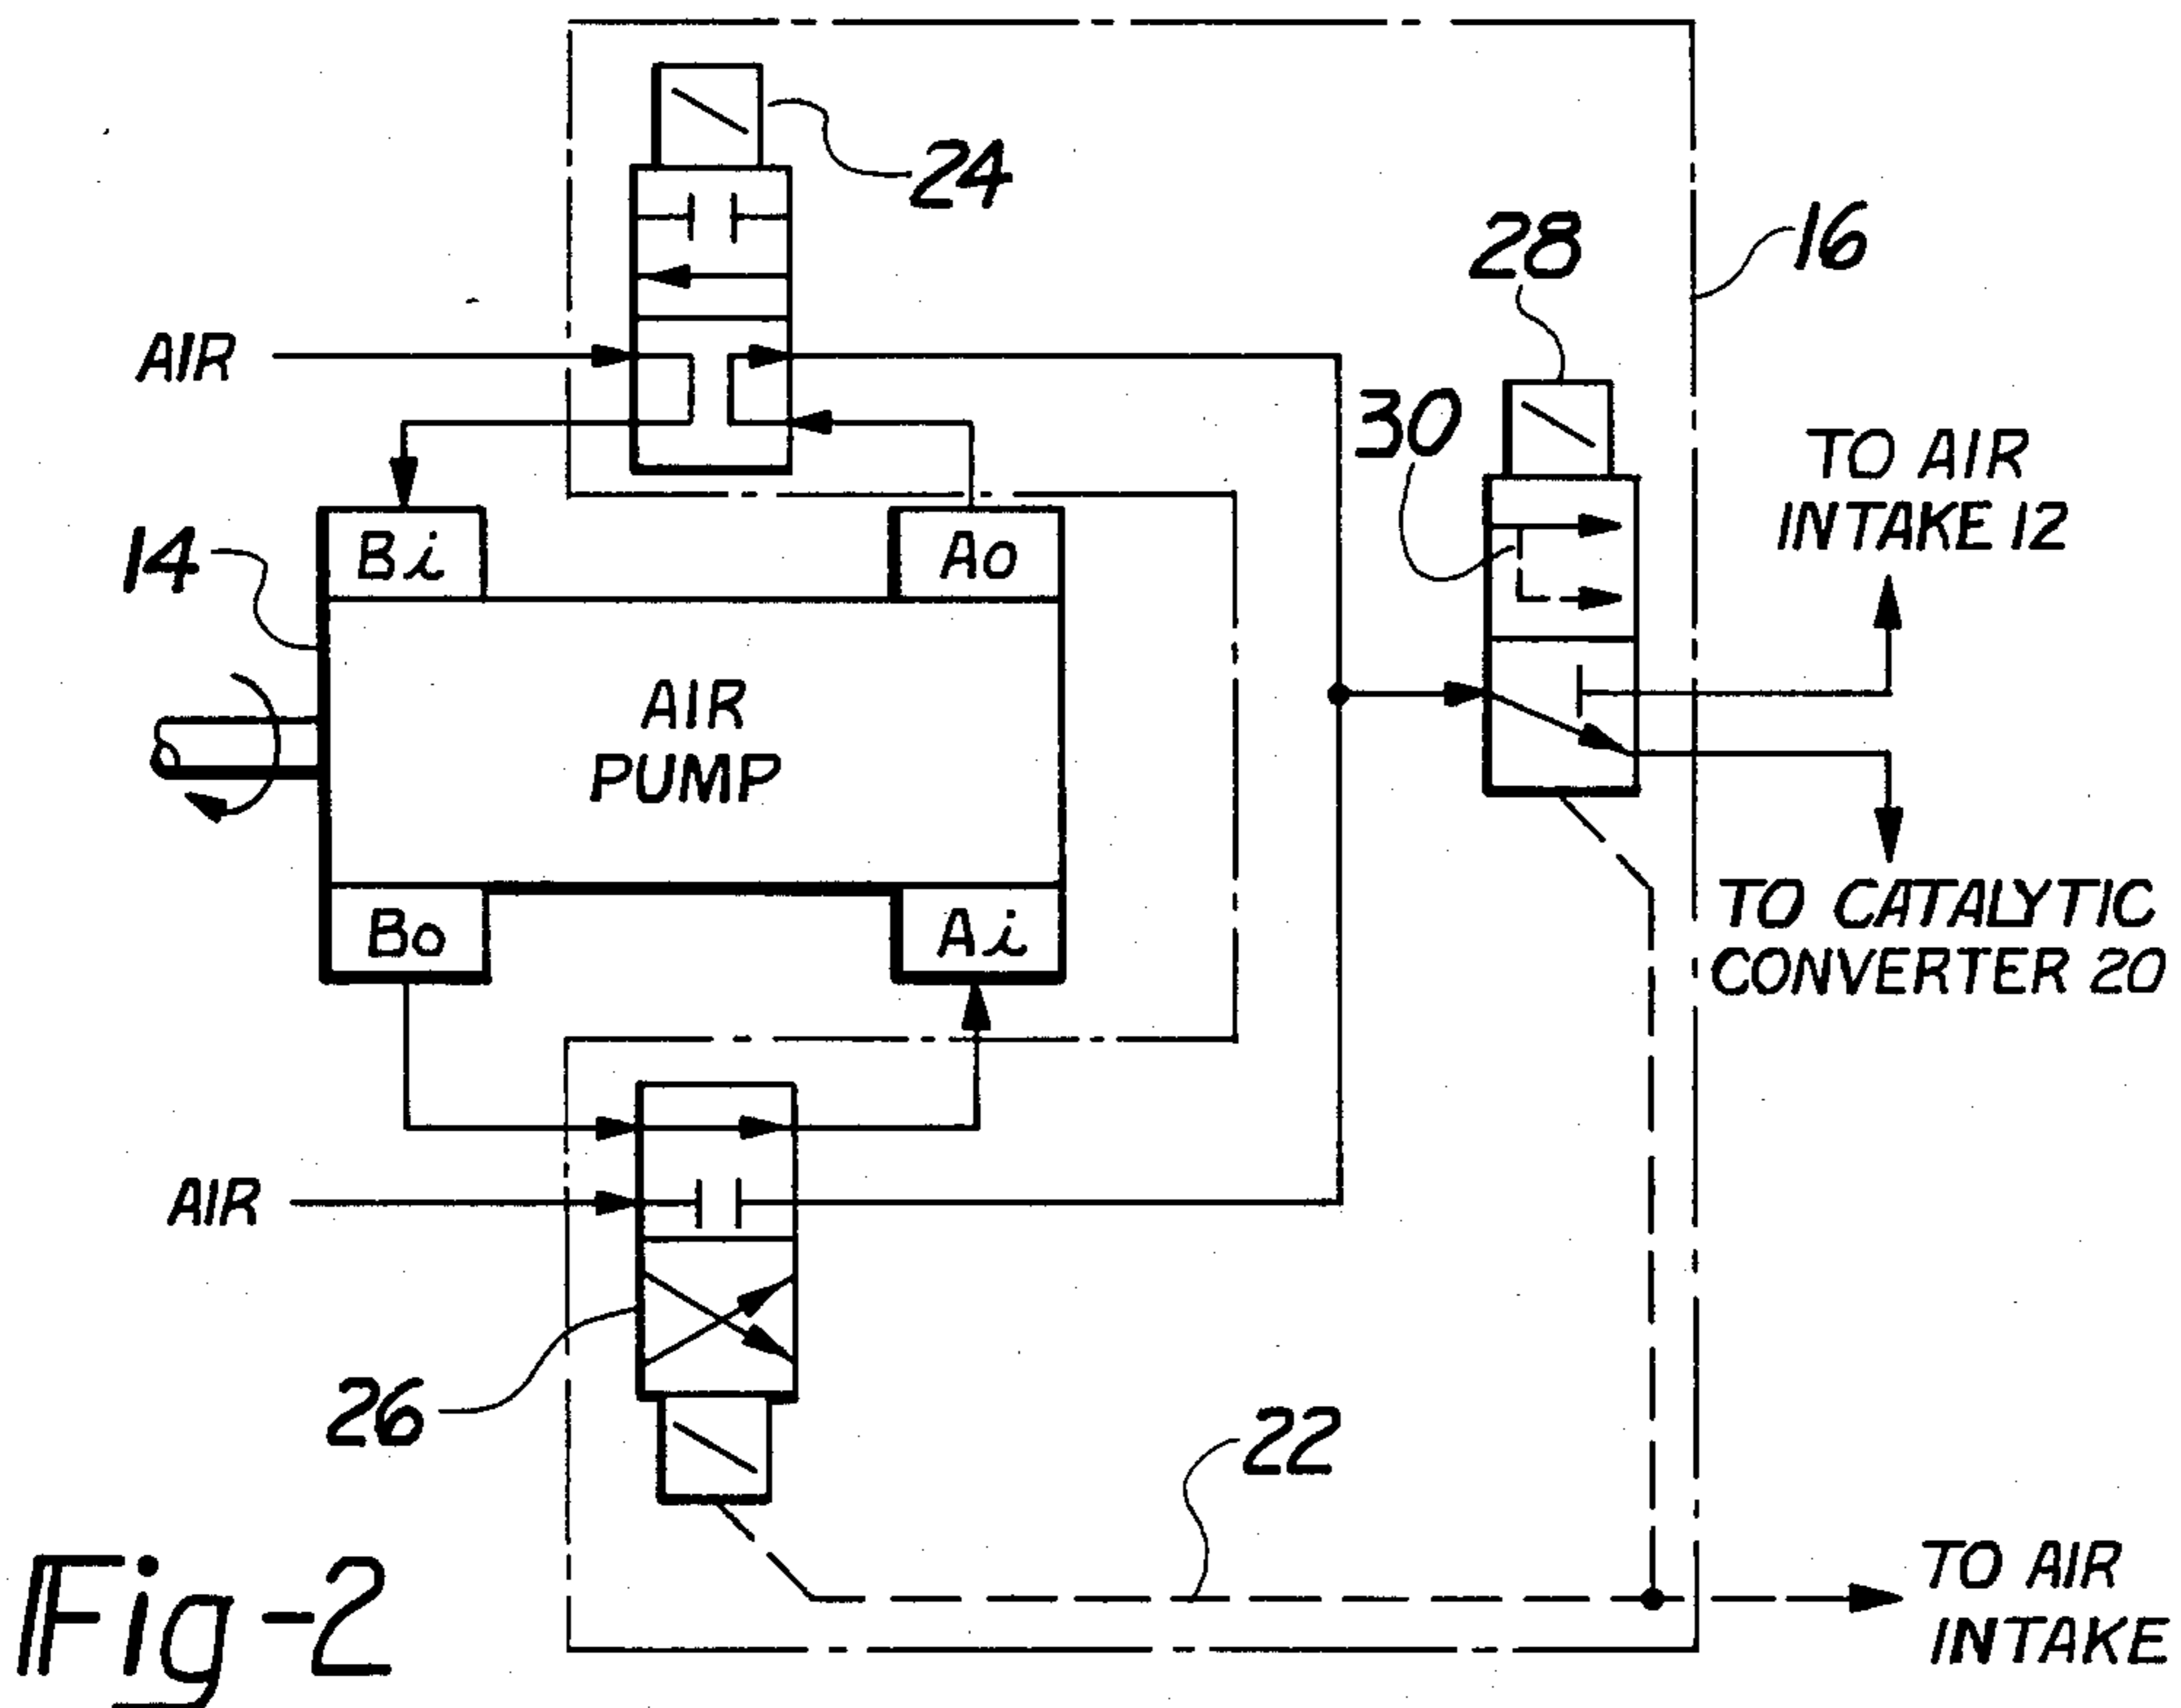 24
28
16
AIR
30
TO AIR
INTAKE 12
14
Bi
Ao
AIR
PUMP
Bo
Ai
TO CATALYTIC
CONVERTER 20
AIR
26
22
TO AIR
INTAKE
Fig-2